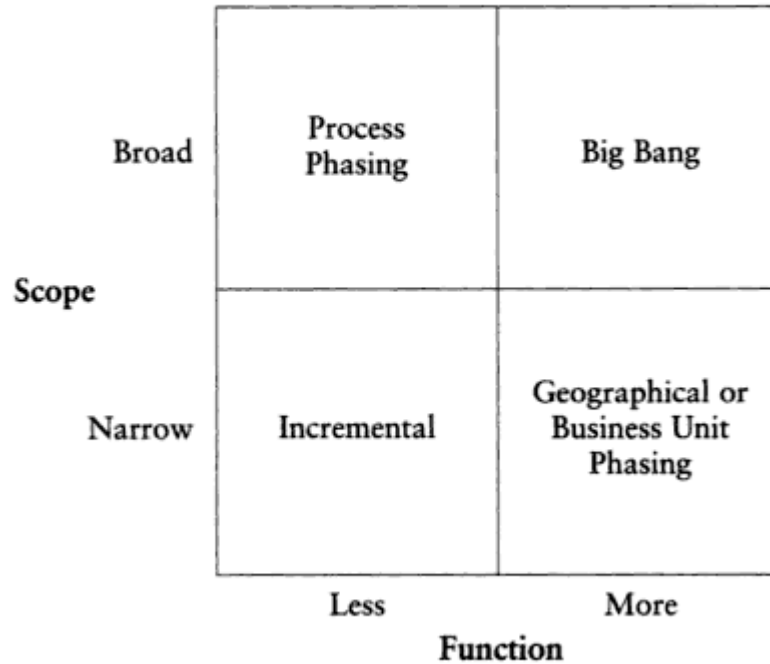 Process
Phasing
Big Bang
Broad
Scope
Narrow
Incremental
Geographical or
Business Unit
Phasing
Less
More
Function